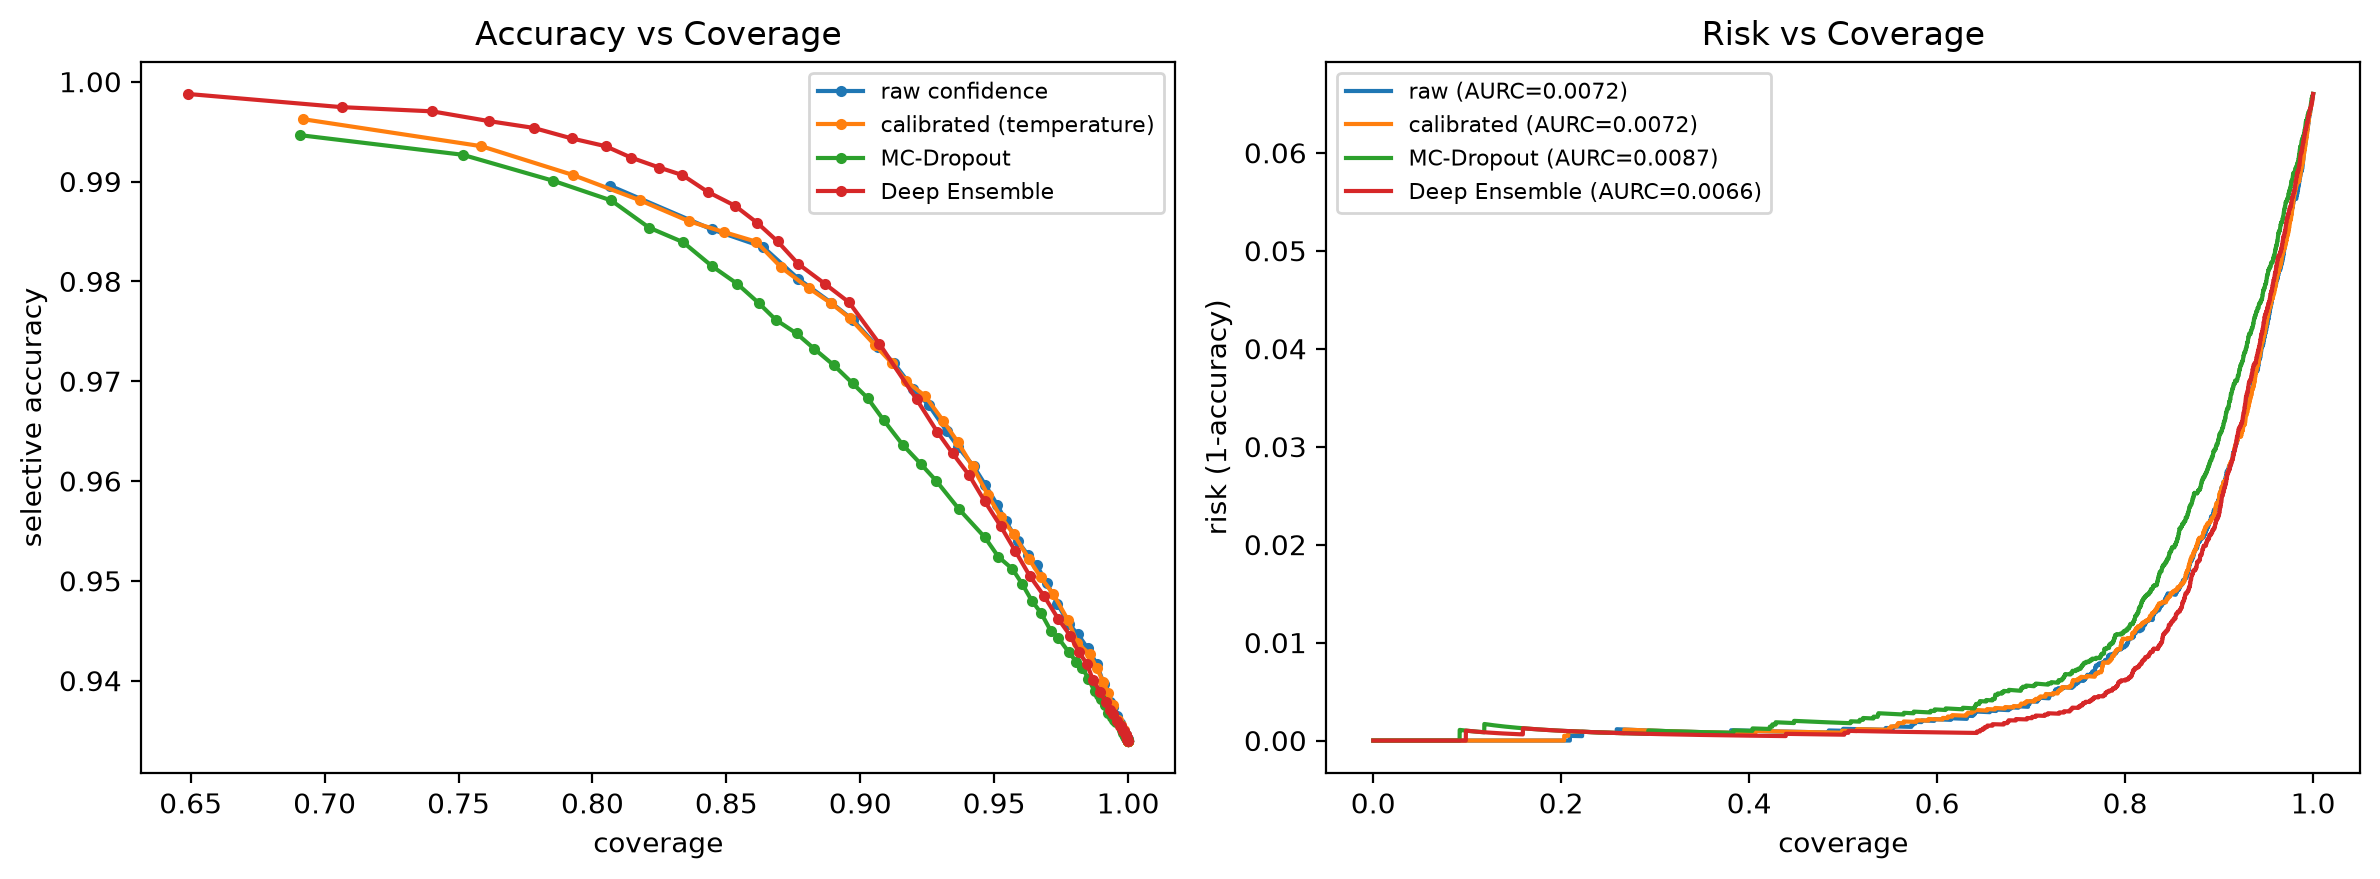 Accuracy vs Coverage
1.00
0.99
0.98
0.97
0.96
0.95
0.94
selective accuracy
raw confidence
calibrated (temperature)
MC-Dropout
Deep Ensemble
0.65 0.70 0.75 0.80 0.85 0.90 0.95 1.00
coverage
Risk vs Coverage
0.06
0.05
0.04
0.03
0.02
0.01
0.00
risk (1-accuracy)
raw (AURC=0.0072)
calibrated (AURC=0.0072)
MC-Dropout (AURC=0.0087)
Deep Ensemble (AURC=0.0066)
0.0 0.2 0.4 0.6 0.8 1.0
coverage